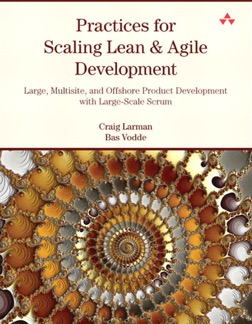 Practices for
Scaling Lean & Agile
Development
Large, Multisite, and Offshore Product Development
with Large-Scale Scrum
Craig Larman
Bas Vodde